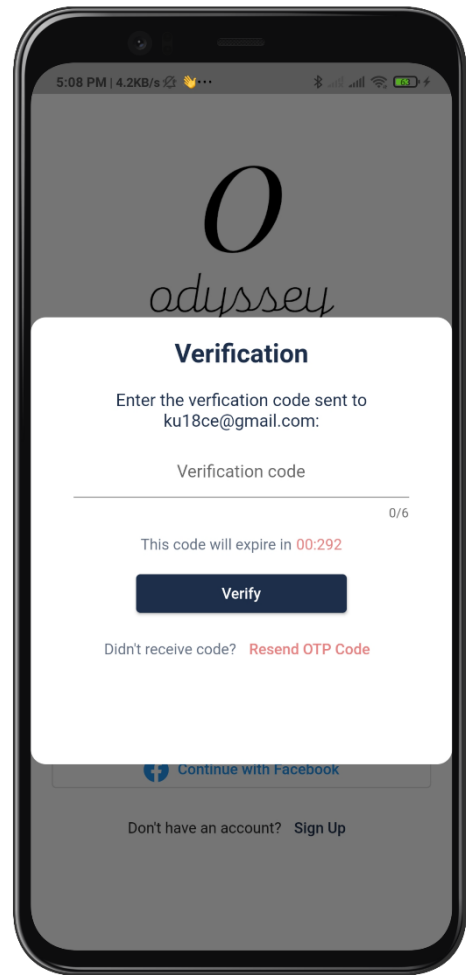 5:08 PM | 4.2KB/s 👋···
63
O
odyssey
Verification
Enter the verfication code sent to
ku18ce@gmail.com:
Verification code
0/6
This code will expire in 00:292
Verify
Didn't receive code? Resend OTP Code
Continue with Facebook
Don't have an account? Sign Up